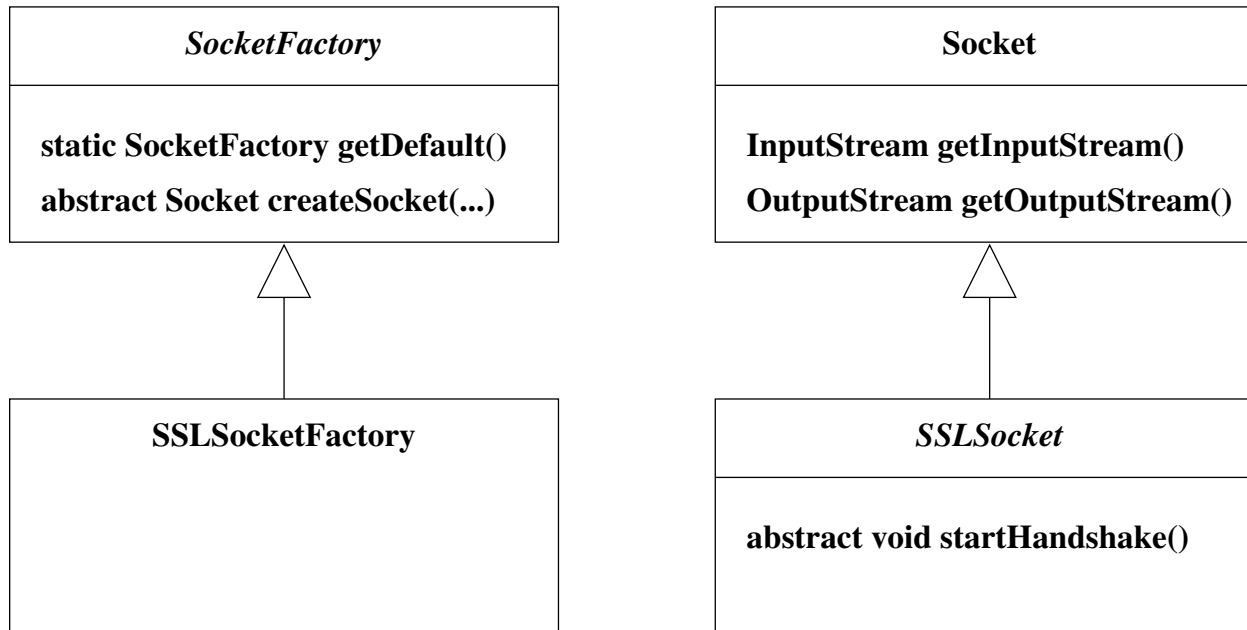 SocketFactory
static SocketFactory getDefault()
abstract Socket createSocket(...)
SSLSocketFactory
Socket
InputStream getInputStream()
OutputStream getOutputStream()
SSLSocket
abstract void startHandshake()